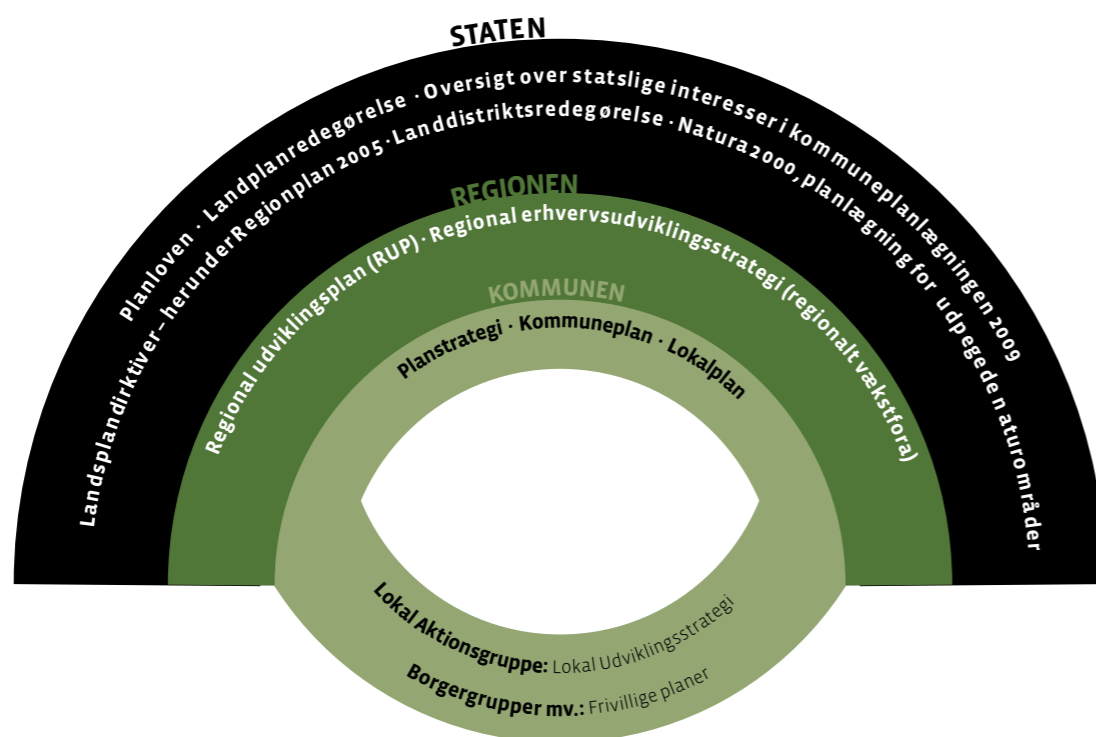 STATEN
Planloven · Landplanredegørelse · Oversigt over statslige interesser i kommuneplanlægningen 2009
Landsplandirktiver – herunder Regionplan 2005 · Landdistriktsredegørelse · Natura 2000, planlægning for udpegede naturområder
REGIONEN
Regional udviklingsplan (RUP) · Regional erhvervsudviklingsstrategi (regionalt vækstfora)
KOMMUNEN
Planstrategi · Kommuneplan · Lokalplan
Lokal Aktionsgruppe: Lokal Udviklingsstrategi
Borgergrupper mv.: Frivillige planer